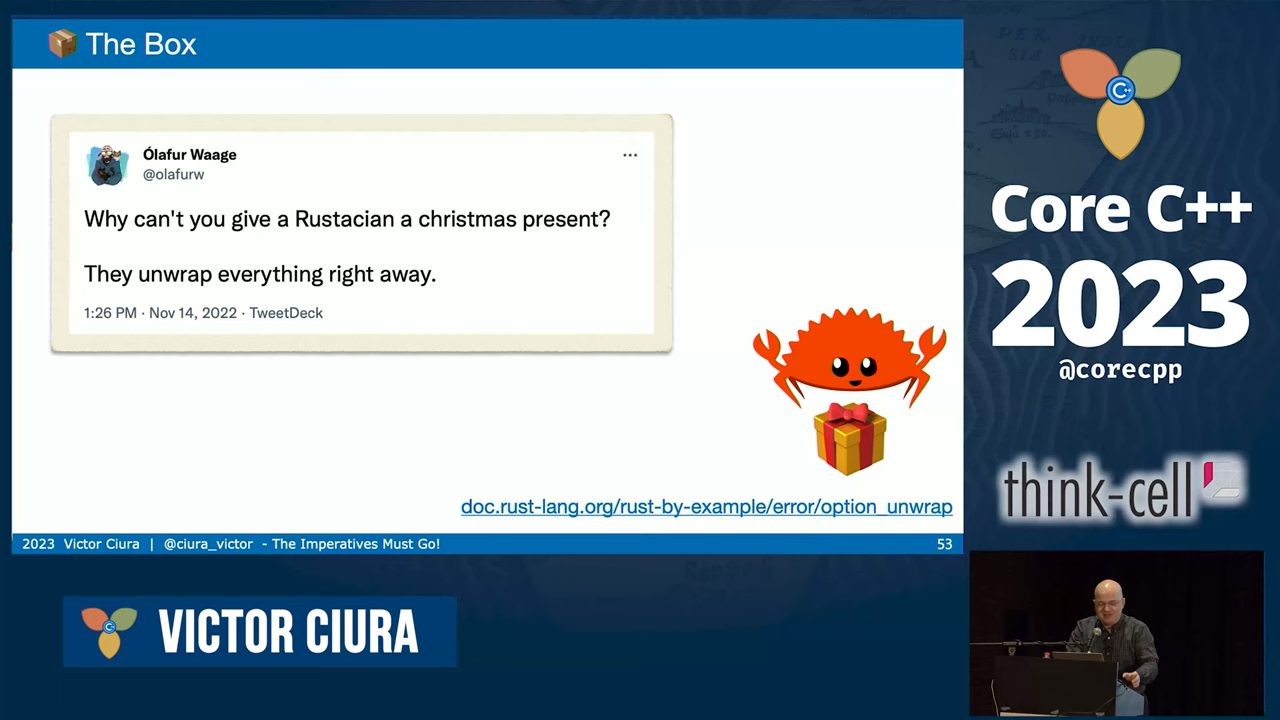 The Box
Ólafur Waage
@olafurw
Why can't you give a Rustacian a christmas present?
They unwrap everything right away.
1:26 PM · Nov 14, 2022 · TweetDeck
doc.rust-lang.org/rust-by-example/error/option_unwrap
2023 Victor Ciura | @ciura_victor - The Imperatives Must Go!
53
C++
Core C++
2023
@corecpp
think-cell
C++
VICTOR CIURA